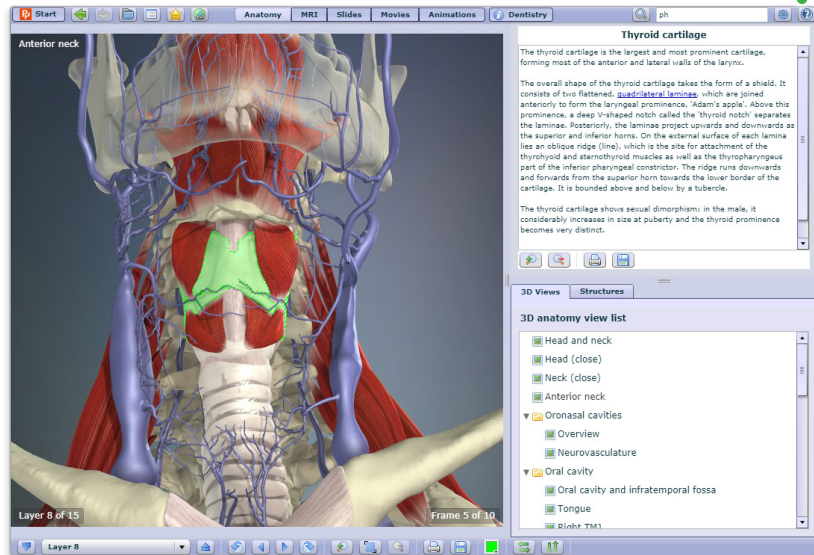 Start
Anatomy MRI Slides Movies Animations Dentistry
ph
Anterior neck
Layer 8 of 15
Frame 5 of 10
Layer 8
Thyroid cartilage
The thyroid cartilage is the largest and most prominent cartilage,
forming most of the anterior and lateral walls of the larynx.
The overall shape of the thyroid cartilage takes the form of a shield. It
consists of two flattened, quadrilateral laminae, which are joined
anteriorly to form the laryngeal prominence, 'Adam's apple'. Above this
prominence, a deep V-shaped notch called the 'thyroid notch' separates
the laminae. Posteriorly, the laminae project upwards and downwards as
the superior and inferior horns. On the external surface of each lamina
lies an oblique ridge (line), which is the site for attachment of the
thyrohyoid and sternothyroid muscles as well as the thyropharyngeus
part of the inferior pharyngeal constrictor. The ridge runs downwards
and forwards from the superior horn towards the lower border of the
cartilage. It is bounded above and below by a tubercle.
The thyroid cartilage shows sexual dimorphism; in the male, it
considerably increases in size at puberty and the thyroid prominence
becomes very distinct.
3D Views Structures
3D anatomy view list
Head and neck
Head (close)
Neck (close)
Anterior neck
Oronasal cavities
Overview
Neurovasculature
Oral cavity
Oral cavity and infratemporal fossa
Tongue
Right TMJ